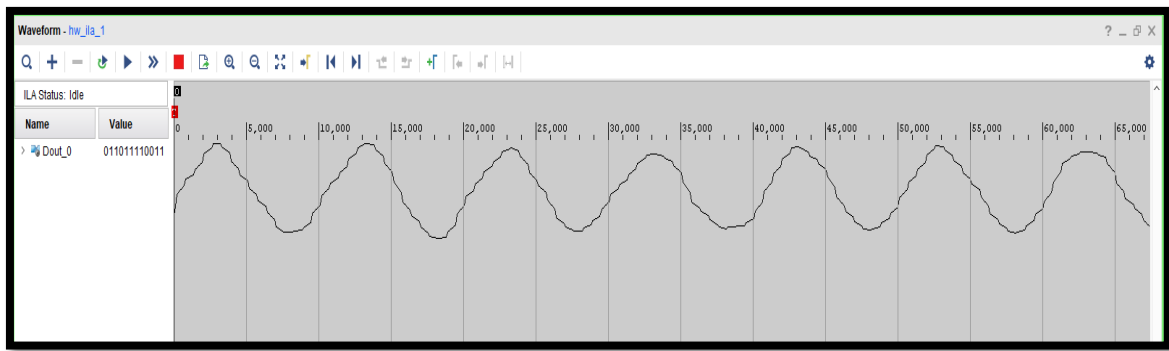 Waveform - hw_ila_1
ILA Status: Idle
0
Name Value
0 5,000 10,000 15,000 20,000 25,000 30,000 35,000 40,000 45,000 50,000 55,000 60,000 65,000
Dout_0 011011110011